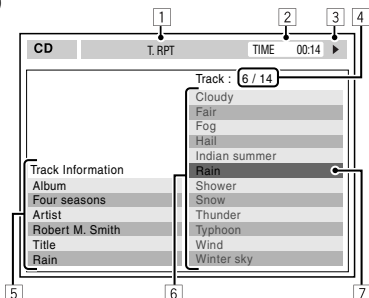 1 2 3 4
CD T. RPT TIME 00:14
Track : 6 / 14
Cloudy
Fair
Fog
Hail
Indian summer
Rain
Shower
Snow
Thunder
Typhoon
Wind
Winter sky
Track Information
Album
Four seasons
Artist
Robert M. Smith
Title
Rain
5 6 7